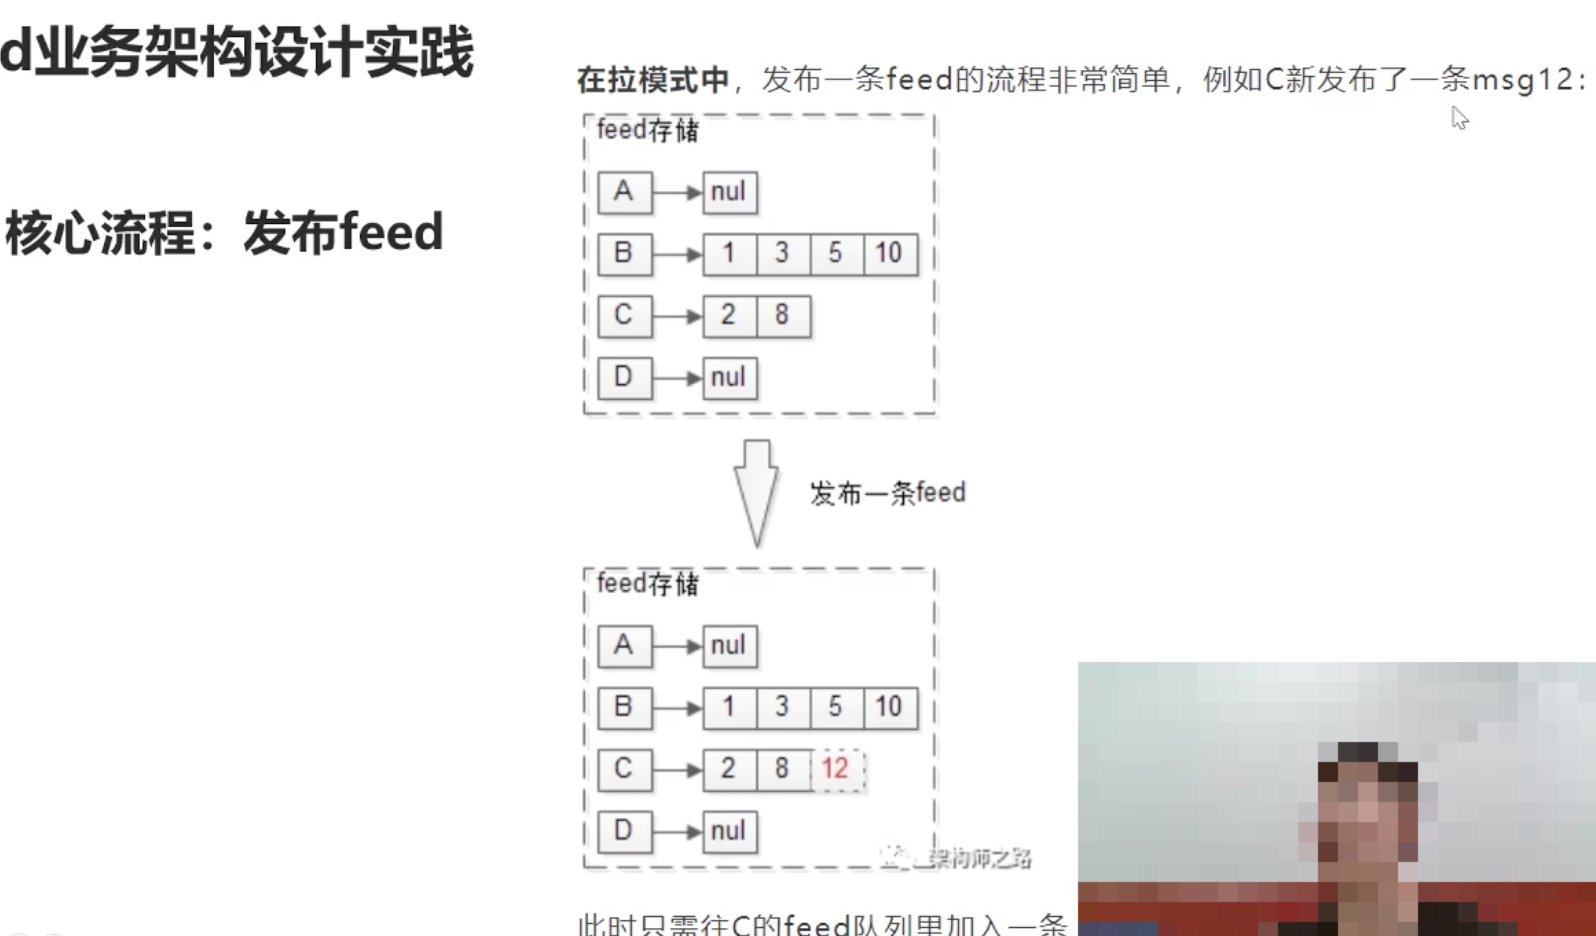 d业务架构设计实践
核心流程：发布feed
在拉模式中，发布一条feed的流程非常简单，例如C新发布了一条msg12：
feed存储
A nul
B 1 3 5 10
C 2 8
D nul
发布一条feed
feed存储
A nul
B 1 3 5 10
C 2 8 12
D nul
架构师之路
此时只需往C的feed队列里加入一条